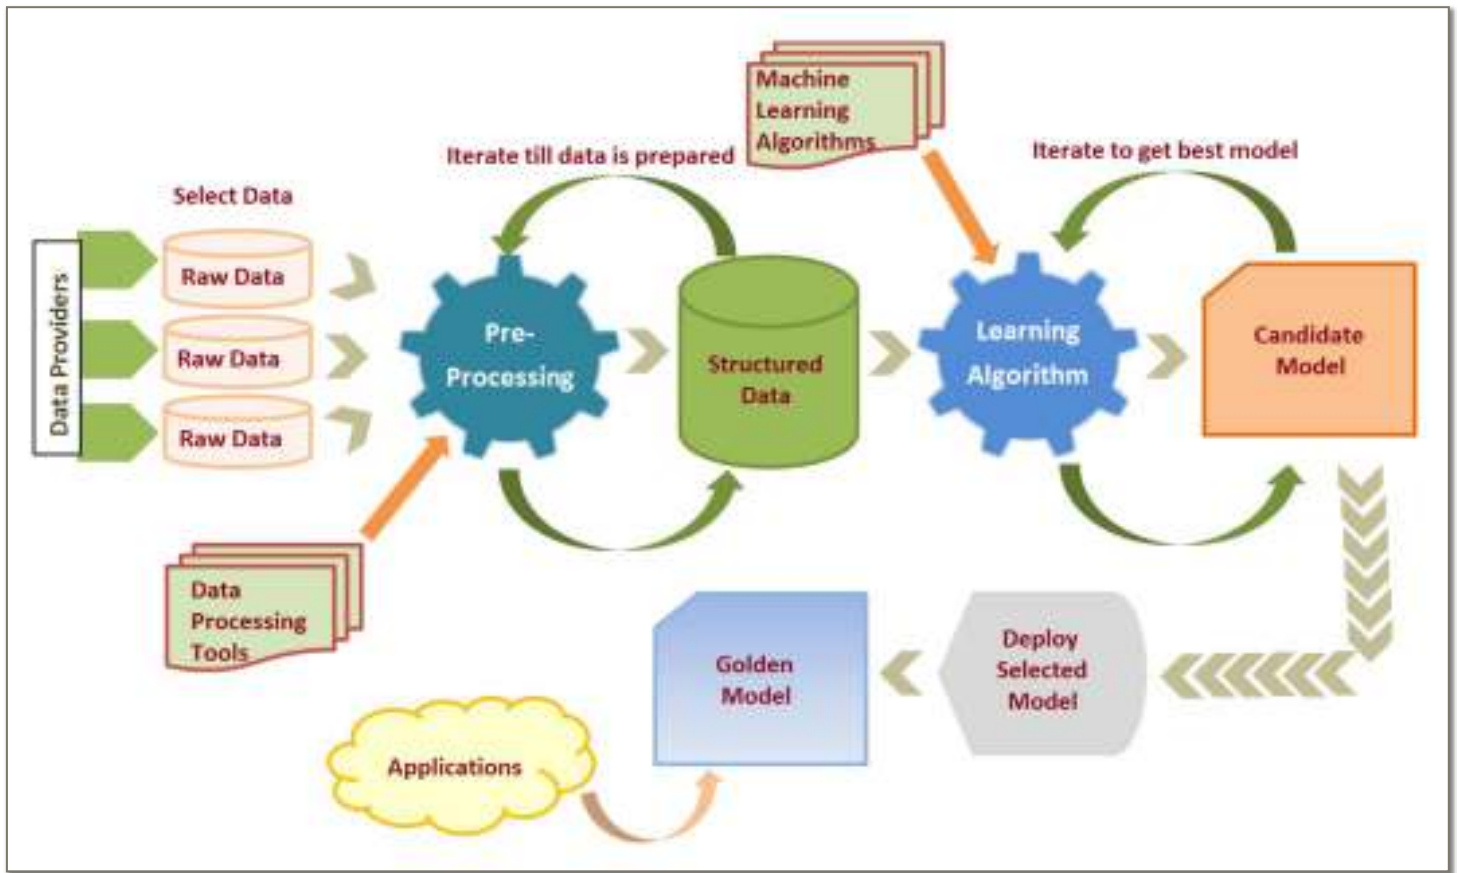 Machine
Learning
Algorithms
Iterate till data is prepared
Iterate to get best model
Select Data
Data Providers
Raw Data
Raw Data
Raw Data
Pre-
Processing
Structured
Data
Learning
Algorithm
Candidate
Model
Data
Processing
Tools
Golden
Model
Deploy
Selected
Model
Applications